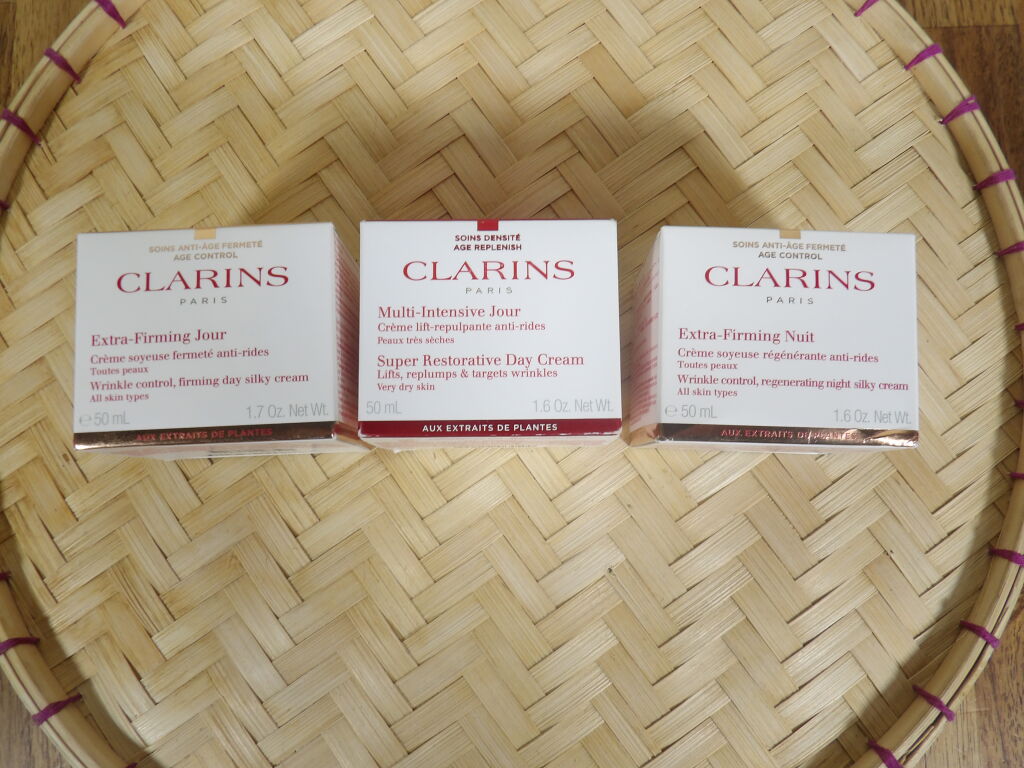 SOINS ANTI-ÂGE FERMETÉ
AGE CONTROL
CLARINS
PARIS
Extra-Firming Jour
Crème soyeuse fermeté anti-rides
Toutes peaux
Wrinkle control, firming day silky cream
All skin types
℮ 50 mL
1.7 Oz. Net Wt.
AUX EXTRAITS DE PLANTES
SOINS DENSITÉ
AGE REPLENISH
CLARINS
PARIS
Multi-Intensive Jour
Crème lift-repulpante anti-rides
Peaux très sèches
Super Restorative Day Cream
Lifts, replumps & targets wrinkles
Very dry skin
50 mL
1.6 Oz. Net Wt.
AUX EXTRAITS DE PLANTES
SOINS ANTI-ÂGE FERMETÉ
AGE CONTROL
CLARINS
PARIS
Extra-Firming Nuit
Crème soyeuse régénérante anti-rides
Toutes peaux
Wrinkle control, regenerating night silky cream
All skin types
℮ 50 mL
1.6 Oz. Net Wt.
AUX EXTRAITS DE PLANTES